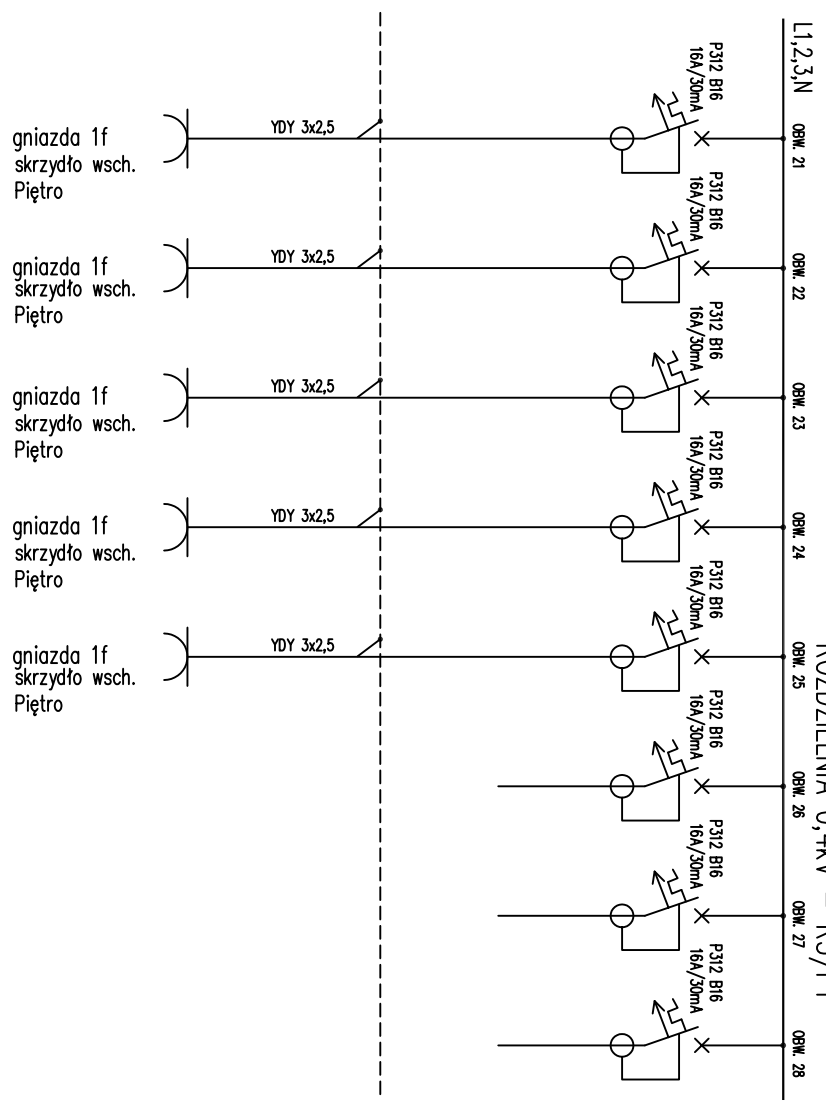 L1,2,3,N
P312 B16
16A/30mA
OBW. 21
YDY 3x2,5
gniazda 1f
skrzydło wsch.
Piętro
P312 B16
16A/30mA
OBW. 22
YDY 3x2,5
gniazda 1f
skrzydło wsch.
Piętro
P312 B16
16A/30mA
OBW. 23
YDY 3x2,5
gniazda 1f
skrzydło wsch.
Piętro
P312 B16
16A/30mA
OBW. 24
YDY 3x2,5
gniazda 1f
skrzydło wsch.
Piętro
P312 B16
16A/30mA
OBW. 25
YDY 3x2,5
gniazda 1f
skrzydło wsch.
Piętro
P312 B16
16A/30mA
OBW. 26
P312 B16
16A/30mA
OBW. 27
P312 B16
16A/30mA
OBW. 28